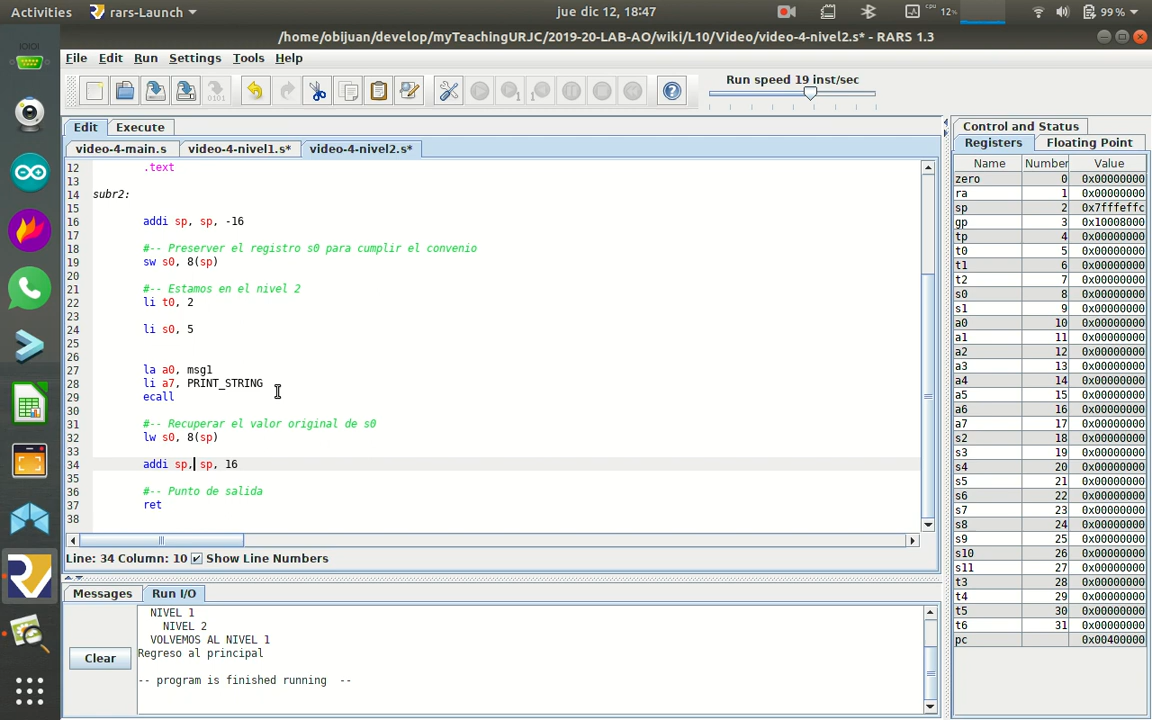 Activities rars-Launch jue dic 12, 18:47 cpu 12% 99%
/home/obijuan/develop/myTeachingURJC/2019-20-LAB-AO/wiki/L10/Video/video-4-nivel2.s* - RARS 1.3
File Edit Run Settings Tools Help
Run speed 19 inst/sec
Edit Execute
video-4-main.s video-4-nivel1.s* video-4-nivel2.s*
12 .text
13
14 subr2:
15
16 addi sp, sp, -16
17
18 #-- Preserver el registro s0 para cumplir el convenio
19 sw s0, 8(sp)
20
21 #-- Estamos en el nivel 2
22 li t0, 2
23
24 li s0, 5
25
26
27 la a0, msg1
28 li a7, PRINT_STRING
29 ecall
30
31 #-- Recuperar el valor original de s0
32 lw s0, 8(sp)
33
34 addi sp, sp, 16
35
36 #-- Punto de salida
37 ret
38
Line: 34 Column: 10 Show Line Numbers
Messages Run I/O
NIVEL 1
NIVEL 2
VOLVEMOS AL NIVEL 1
Regreso al principal
-- program is finished running --
Clear
Control and Status
Registers Floating Point
Name Number Value
zero 0 0x00000000
ra 1 0x00000000
sp 2 0x7fffeffc
gp 3 0x10008000
tp 4 0x00000000
t0 5 0x00000000
t1 6 0x00000000
t2 7 0x00000000
s0 8 0x00000000
s1 9 0x00000000
a0 10 0x00000000
a1 11 0x00000000
a2 12 0x00000000
a3 13 0x00000000
a4 14 0x00000000
a5 15 0x00000000
a6 16 0x00000000
a7 17 0x00000000
s2 18 0x00000000
s3 19 0x00000000
s4 20 0x00000000
s5 21 0x00000000
s6 22 0x00000000
s7 23 0x00000000
s8 24 0x00000000
s9 25 0x00000000
s10 26 0x00000000
s11 27 0x00000000
t3 28 0x00000000
t4 29 0x00000000
t5 30 0x00000000
t6 31 0x00000000
pc 0x00400000